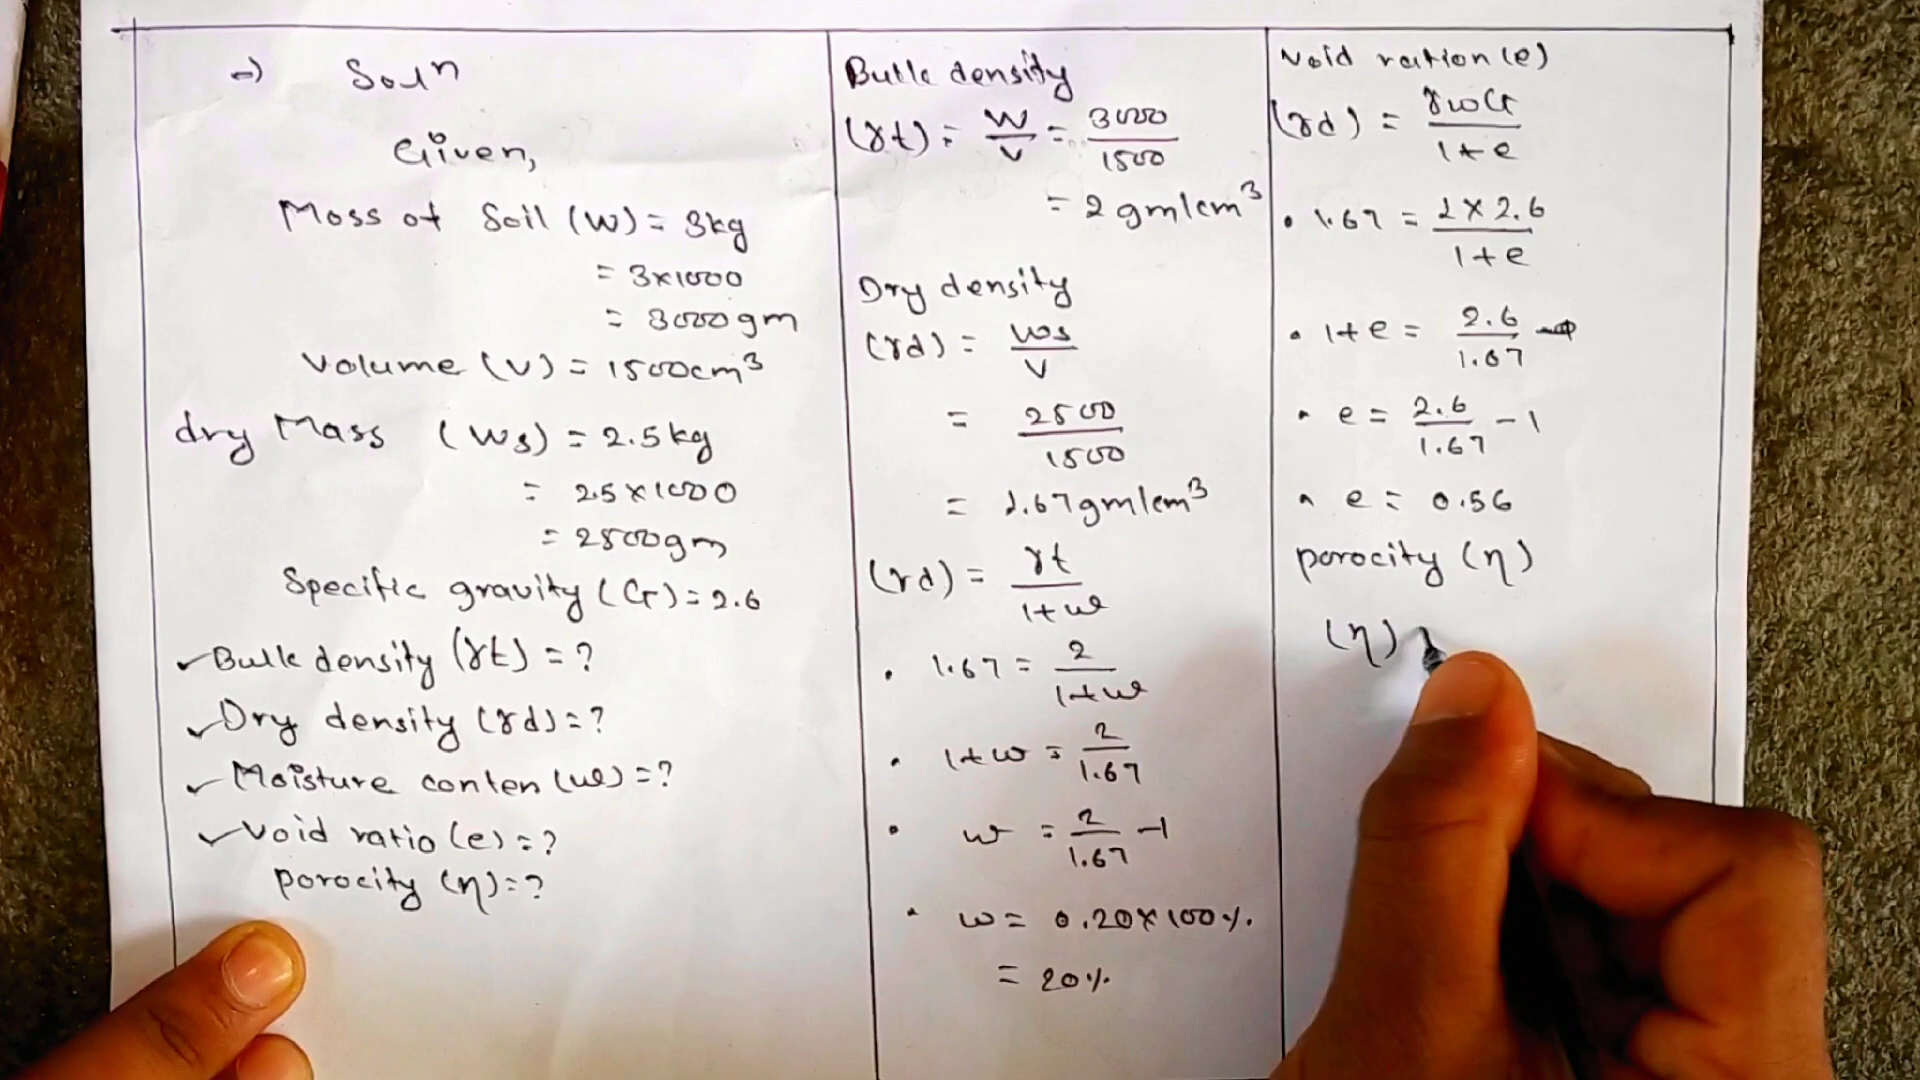 =) Soln
Given,
Mass of Soil (W) = 3kg
= 3×1000
= 3000gm
Volume (v) = 1500cm³
dry Mass (Ws) = 2.5kg
= 2.5×1000
= 2500gm
Specific gravity (G) = 2.6
✓Bulk density (γt) = ?
✓Dry density (γd) = ?
✓Moisture conten (w) = ?
✓Void ratio (e) = ?
porocity (η) = ?
Bulk density
(γt) = W/V = 3000/1500
= 2 gm/cm³
Dry density
(γd) = Ws/V
= 2500/1500
= 1.67gm/cm³
(γd) = γt/1+w
• 1.67 = 2/1+w
• 1+w = 2/1.67
• w = 2/1.67 -1
• w = 0.20×100%
= 20%
Void ration (e)
(γd) = γwG/1+e
• 1.67 = 1×2.6/1+e
• 1+e = 2.6/1.67
• e = 2.6/1.67 -1
• e = 0.56
porocity (η)
(η)